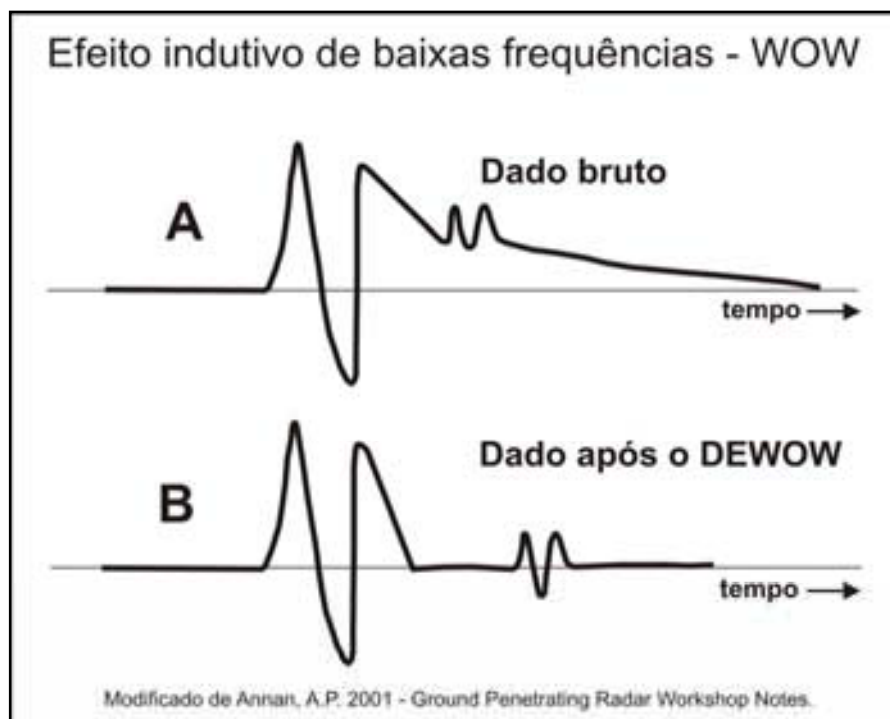 Efeito indutivo de baixas frequências - WOW
Dado bruto
A
tempo
Dado após o DEWOW
B
tempo
Modificado de Annan, A.P. 2001 - Ground Penetrating Radar Workshop Notes.